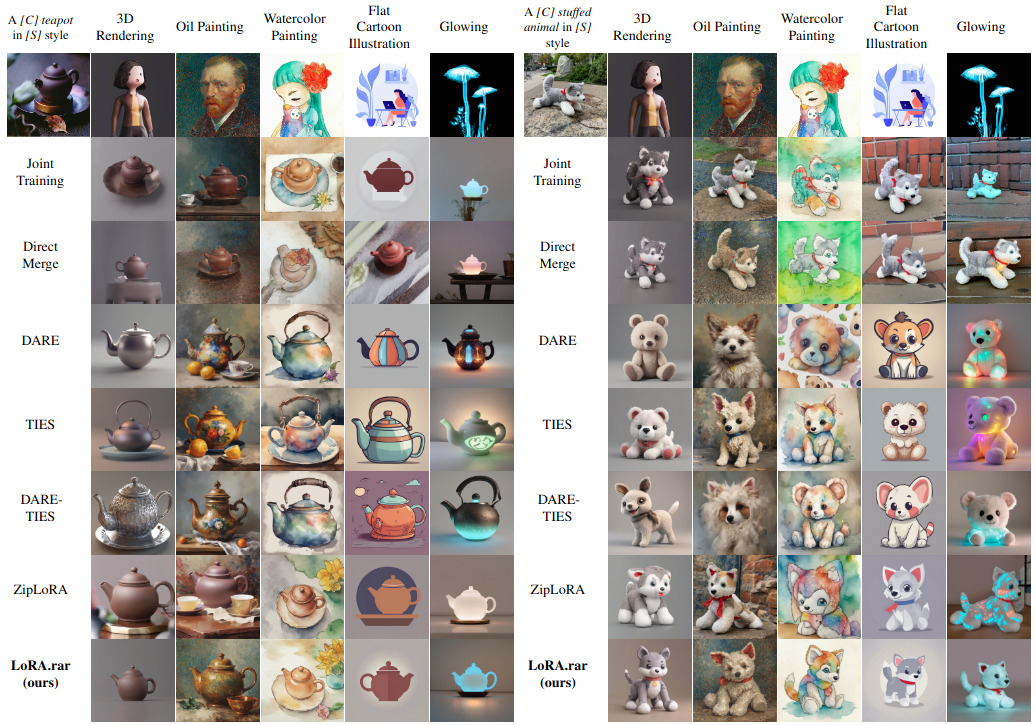 A [C] teapot
in [S] style
3D
Rendering
Oil Painting
Watercolor
Painting
Flat
Cartoon
Illustration
Glowing
A [C] stuffed
animal in [S]
style
3D
Rendering
Oil Painting
Watercolor
Painting
Flat
Cartoon
Illustration
Glowing
Joint
Training
Joint
Training
Direct
Merge
Direct
Merge
DARE
DARE
TIES
TIES
DARE-
TIES
DARE-
TIES
ZipLoRA
ZipLoRA
LoRA.rar
(ours)
LoRA.rar
(ours)